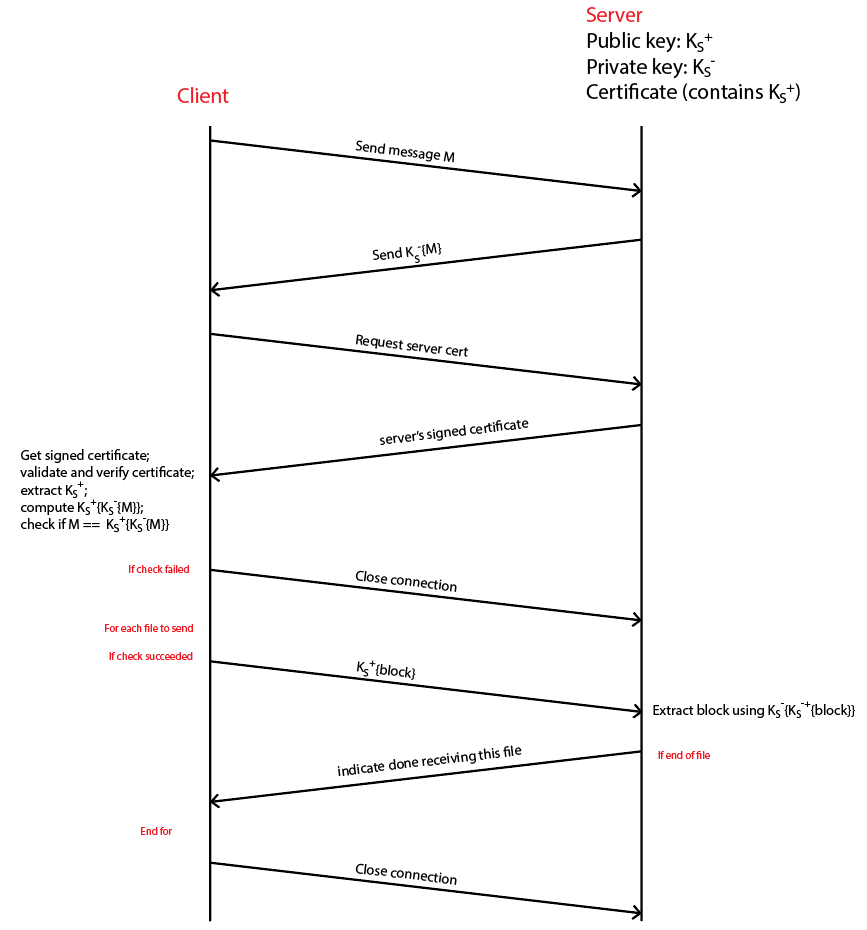 Server
Public key: Kₛ⁺
Private key: Kₛ⁻
Certificate (contains Kₛ⁺)
Client
Send message M
Send Kₛ⁻{M}
Request server cert
server's signed certificate
Get signed certificate;
validate and verify certificate;
extract Kₛ⁺;
compute Kₛ⁺{Kₛ⁻{M}};
check if M == Kₛ⁺{Kₛ⁻{M}}
If check failed
Close connection
For each file to send
If check succeeded
Kₛ⁺{block}
Extract block using Kₛ⁻{Kₛ⁻⁺{block}}
indicate done receiving this file
If end of file
End for
Close connection